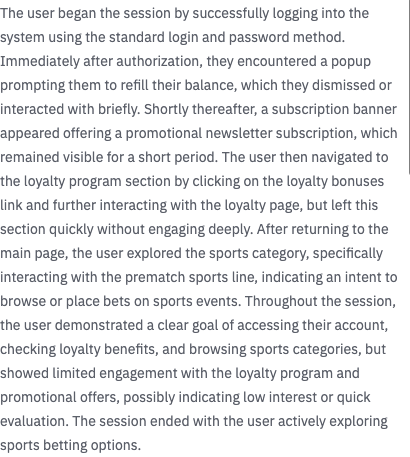 The user began the session by successfully logging into the
system using the standard login and password method.
Immediately after authorization, they encountered a popup
prompting them to refill their balance, which they dismissed or
interacted with briefly. Shortly thereafter, a subscription banner
appeared offering a promotional newsletter subscription, which
remained visible for a short period. The user then navigated to
the loyalty program section by clicking on the loyalty bonuses
link and further interacting with the loyalty page, but left this
section quickly without engaging deeply. After returning to the
main page, the user explored the sports category, specifically
interacting with the prematch sports line, indicating an intent to
browse or place bets on sports events. Throughout the session,
the user demonstrated a clear goal of accessing their account,
checking loyalty benefits, and browsing sports categories, but
showed limited engagement with the loyalty program and
promotional offers, possibly indicating low interest or quick
evaluation. The session ended with the user actively exploring
sports betting options.